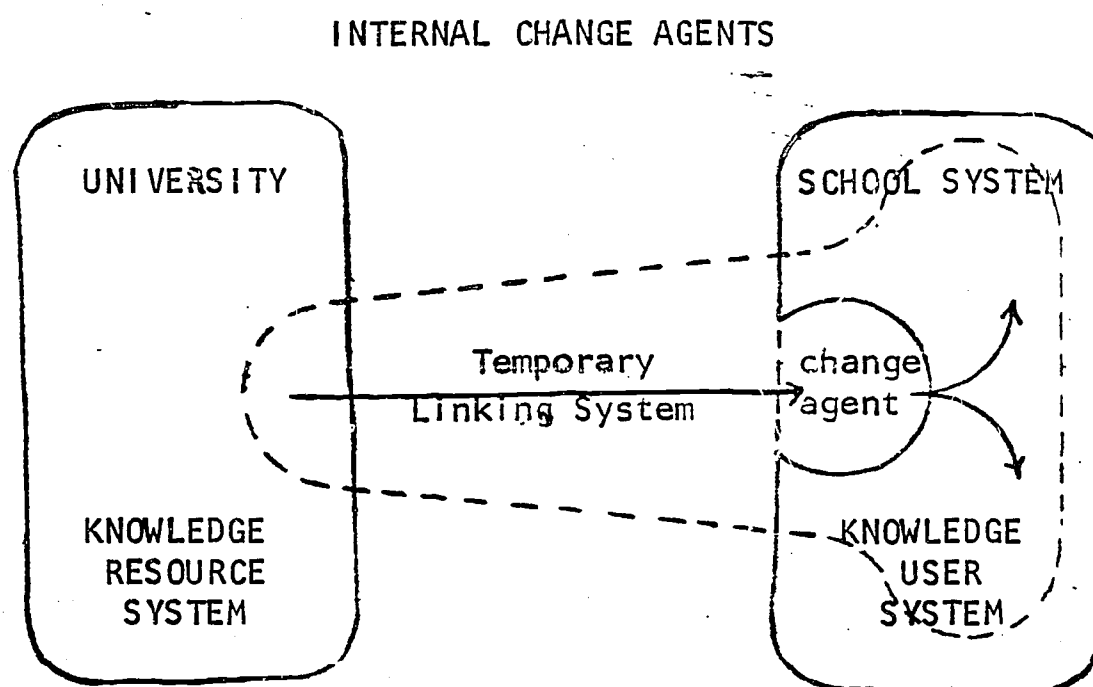 INTERNAL CHANGE AGENTS
UNIVERSITY
SCHOOL SYSTEM
Temporary
Linking System
change
agent
KNOWLEDGE
RESOURCE
SYSTEM
KNOWLEDGE
USER
SYSTEM